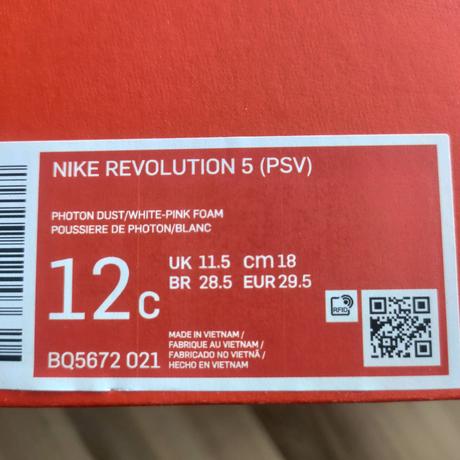 NIKE REVOLUTION 5 (PSV)
PHOTON DUST/WHITE-PINK FOAM
POUSSIERE DE PHOTON/BLANC
12C
UK 11.5 cm 18
BR 28.5 EUR 29.5
RFID
MADE IN VIETNAM /
FABRIQUE AU VIETNAM /
FABRICADO NO VIETNÃ /
HECHO EN VIETNAM
BQ5672 021